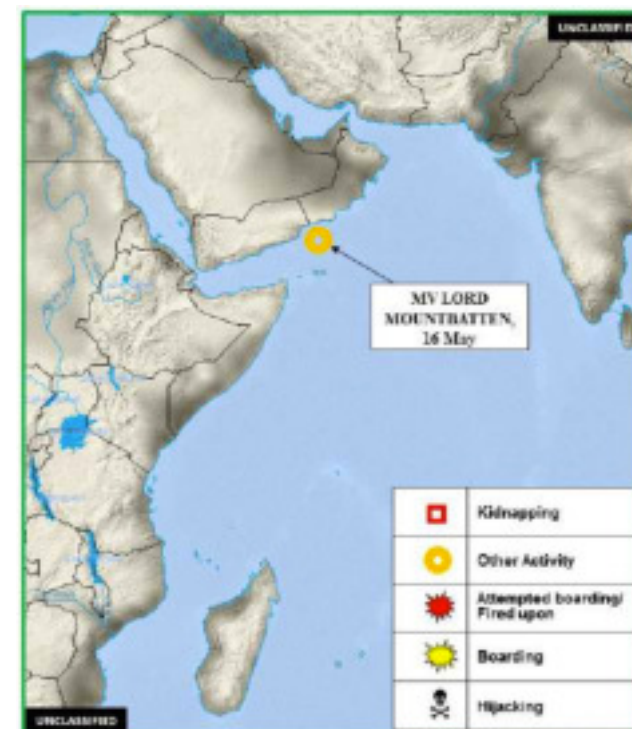 UNCLASSIFIED
MV LORD
MOUNTBATTEN,
16 May
Kidnapping
Other Activity
Attempted boarding/
Fired upon
Boarding
Hijacking
UNCLASSIFIED